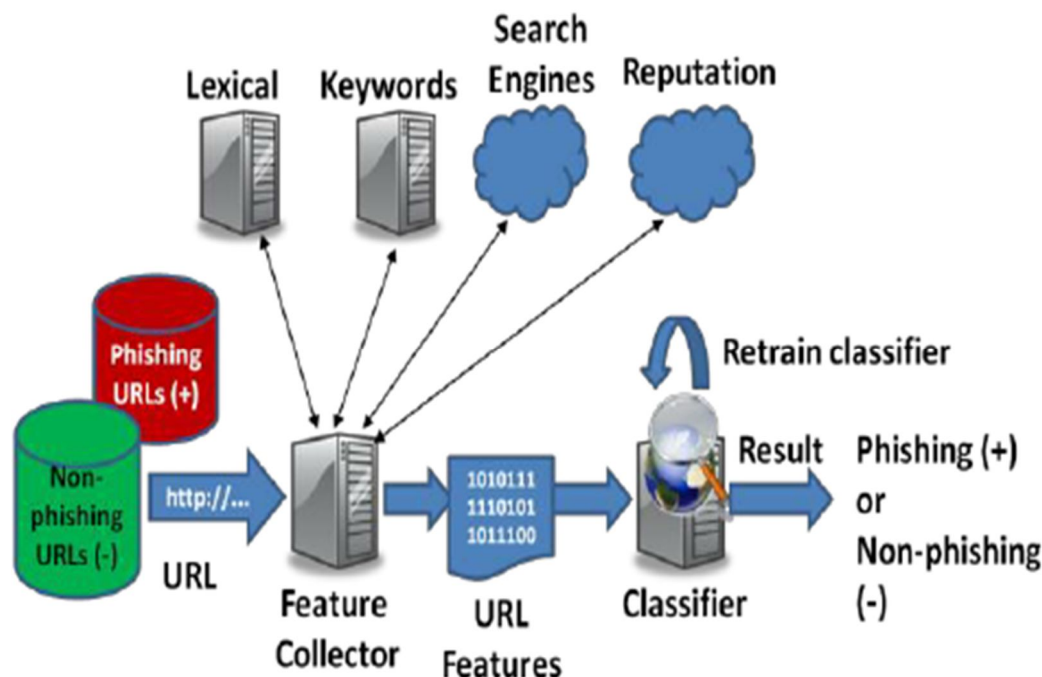 Search
Engines
Lexical
Keywords
Reputation
Phishing
URLs (+)
Retrain classifier
Non-
phishing
URLs (-)
http://...
URL
Feature
Collector
1010111
1110101
1011100
URL
Features
Classifier
Result
Phishing (+)
or
Non-phishing
(-)